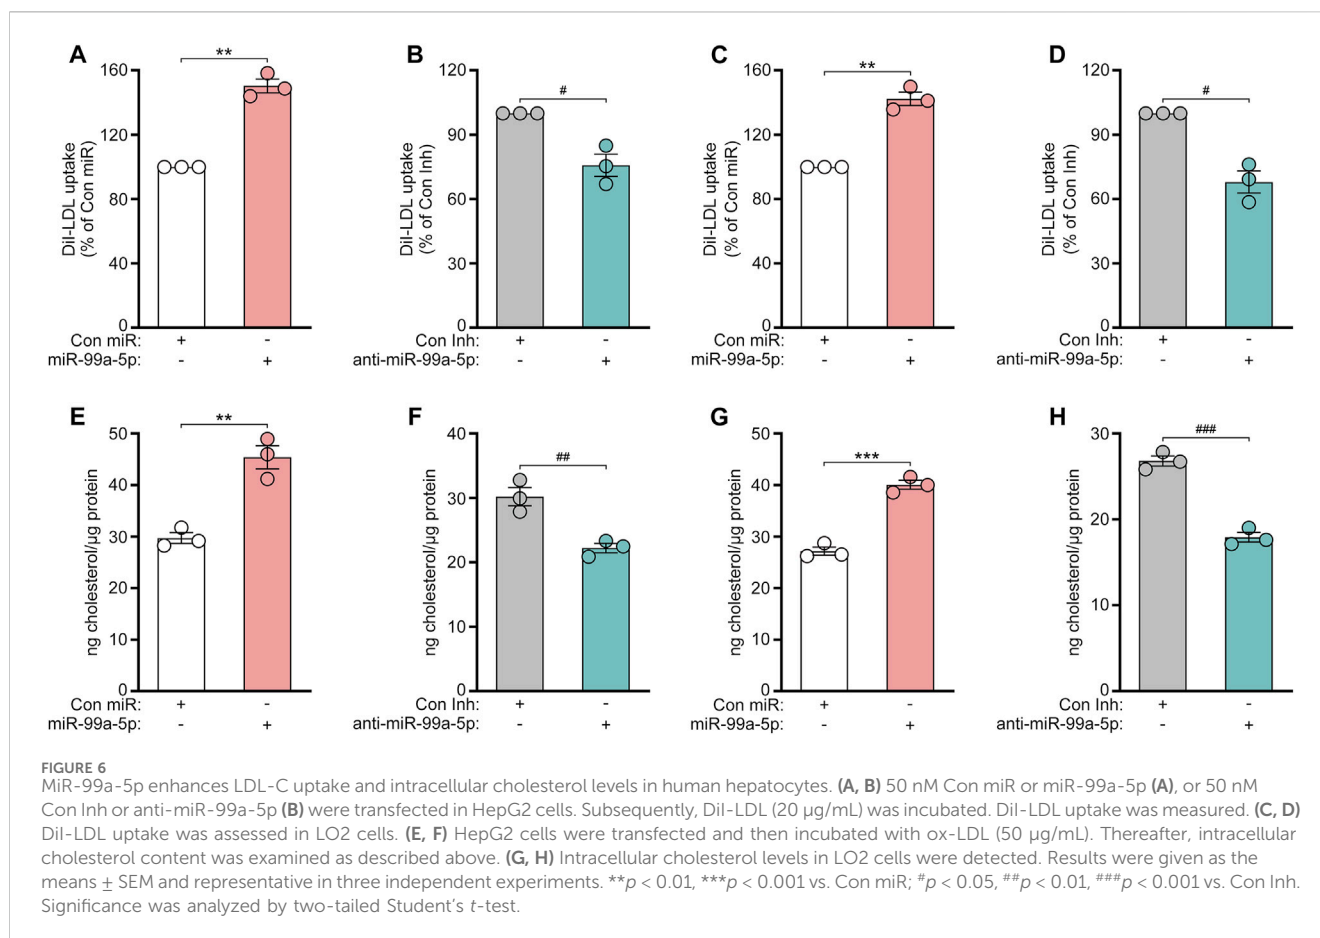 A
**
160
120
80
40
0
DiI-LDL uptake
(% of Con miR)
Con miR: + -
miR-99a-5p: - +
B
#
120
90
60
30
0
DiI-LDL uptake
(% of Con Inh)
Con Inh: + -
anti-miR-99a-5p: - +
C
**
160
120
80
40
0
DiI-LDL uptake
(% of Con miR)
Con miR: + -
miR-99a-5p: - +
D
#
120
90
60
30
0
DiI-LDL uptake
(% of Con Inh)
Con Inh: + -
anti-miR-99a-5p: - +
E
**
50
40
30
20
10
0
ng cholesterol/μg protein
Con miR: + -
miR-99a-5p: - +
F
##
40
30
20
10
0
ng cholesterol/μg protein
Con Inh: + -
anti-miR-99a-5p: - +
G
***
50
40
30
20
10
0
ng cholesterol/μg protein
Con miR: + -
miR-99a-5p: - +
H
###
30
20
10
0
ng cholesterol/μg protein
Con Inh: + -
anti-miR-99a-5p: - +
FIGURE 6
MiR-99a-5p enhances LDL-C uptake and intracellular cholesterol levels in human hepatocytes. (A, B) 50 nM Con miR or miR-99a-5p (A), or 50 nM
Con Inh or anti-miR-99a-5p (B) were transfected in HepG2 cells. Subsequently, DiI-LDL (20 μg/mL) was incubated. DiI-LDL uptake was measured. (C, D)
DiI-LDL uptake was assessed in LO2 cells. (E, F) HepG2 cells were transfected and then incubated with ox-LDL (50 μg/mL). Thereafter, intracellular
cholesterol content was examined as described above. (G, H) Intracellular cholesterol levels in LO2 cells were detected. Results were given as the
means ± SEM and representative in three independent experiments. **p < 0.01, ***p < 0.001 vs. Con miR; #p < 0.05, ##p < 0.01, ###p < 0.001 vs. Con Inh.
Significance was analyzed by two-tailed Student's t-test.